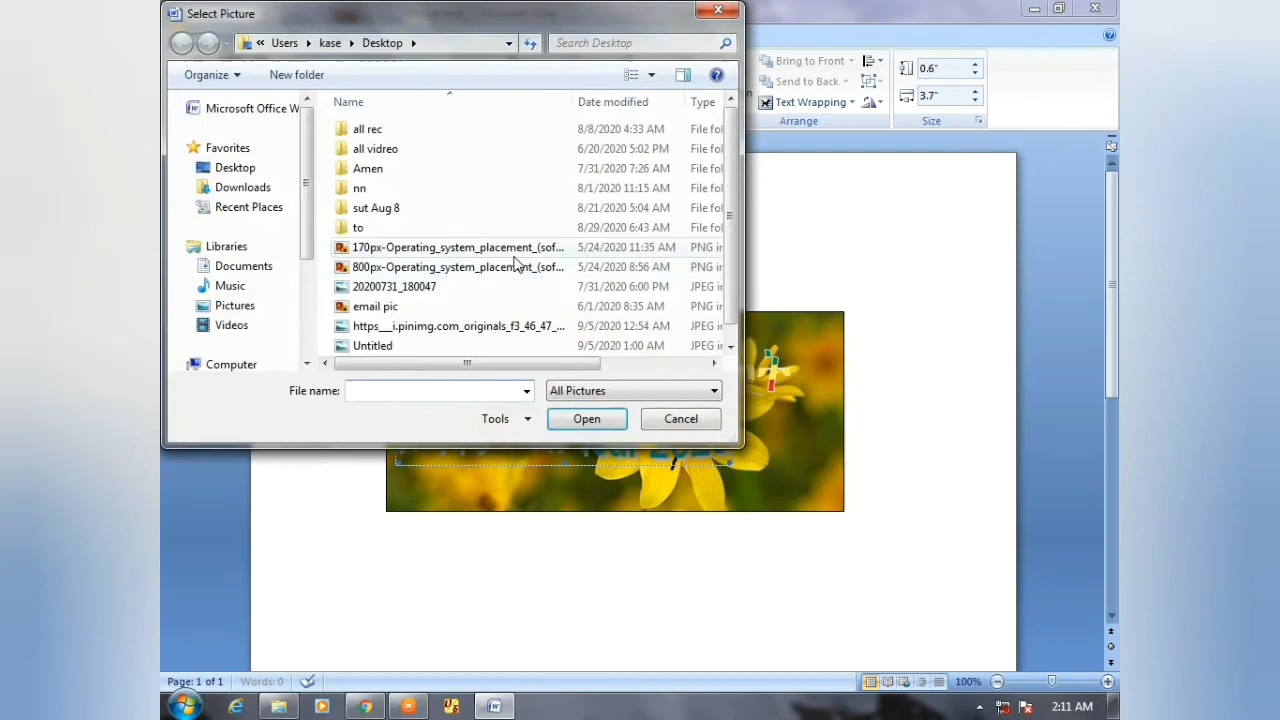 Select Picture
« Users kase Desktop
Search Desktop
Organize New folder
Name Date modified Type
Microsoft Office W
Favorites
Desktop
Downloads
Recent Places
Libraries
Documents
Music
Pictures
Videos
Computer
all rec 8/8/2020 4:33 AM File fol
all vidreo 6/20/2020 5:02 PM File fol
Amen 7/31/2020 7:26 AM File fol
nn 8/1/2020 11:15 AM File fol
sut Aug 8 8/21/2020 5:04 AM File fol
to 8/29/2020 6:43 AM File fol
170px-Operating_system_placement_(sof... 5/24/2020 11:35 AM PNG in
800px-Operating_system_placement_(sof... 5/24/2020 8:56 AM PNG in
20200731_180047 7/31/2020 6:00 PM JPEG in
email pic 6/1/2020 8:35 AM PNG in
https___i.pinimg.com_originals_f3_46_47_... 9/5/2020 12:54 AM JPEG in
Untitled 9/5/2020 1:00 AM JPEG in
File name: All Pictures
Tools Open Cancel
Bring to Front
Send to Back
Text Wrapping
Arrange
0.6"
3.7"
Size
Page: 1 of 1 Words: 0 100%
2:11 AM